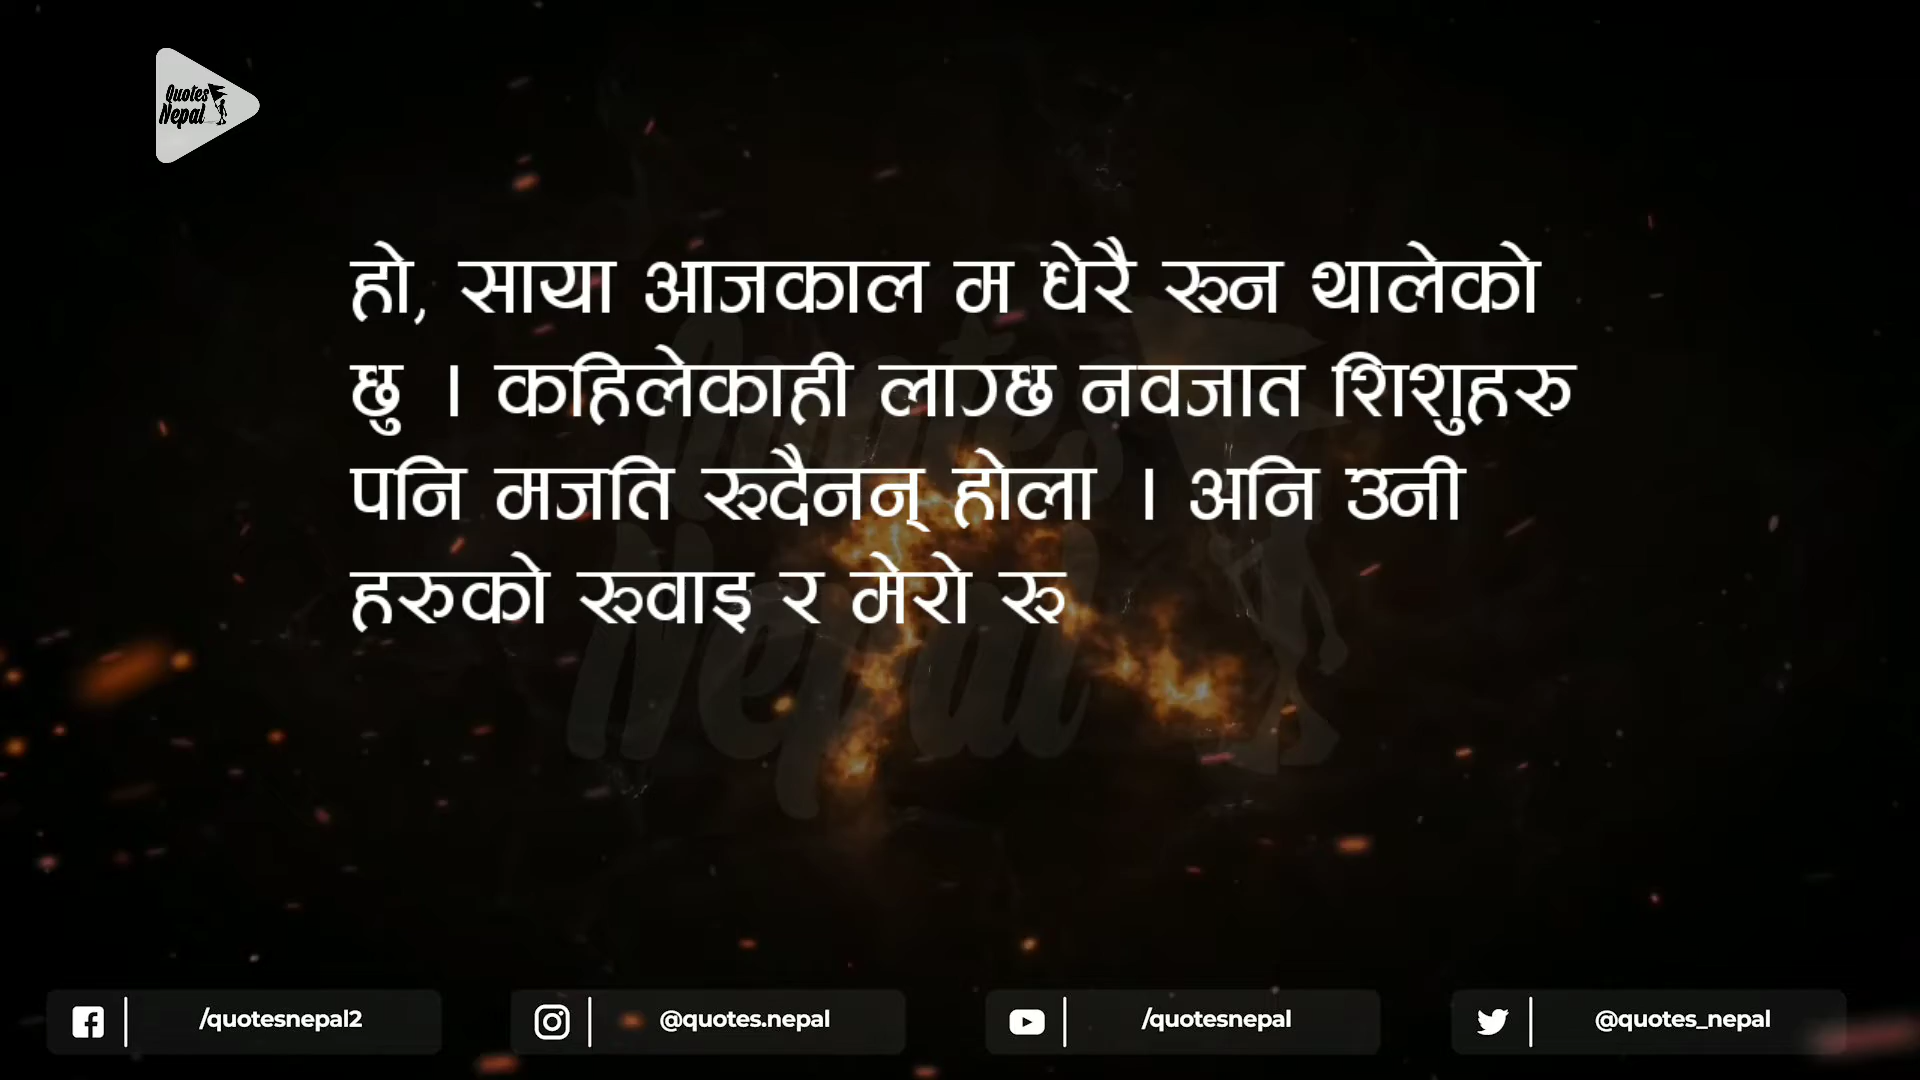 Quotes
Nepal
हो, साया आजकाल म धेरै रुन थालेको
छु । कहिलेकाही लाग्छ नवजात शिशुहरु
पनि मजति रुदैनन् होला । अनि उनी
हरुको रुवाइ र मेरो रु
/quotesnepal2
@quotes.nepal
/quotesnepal
@quotes_nepal